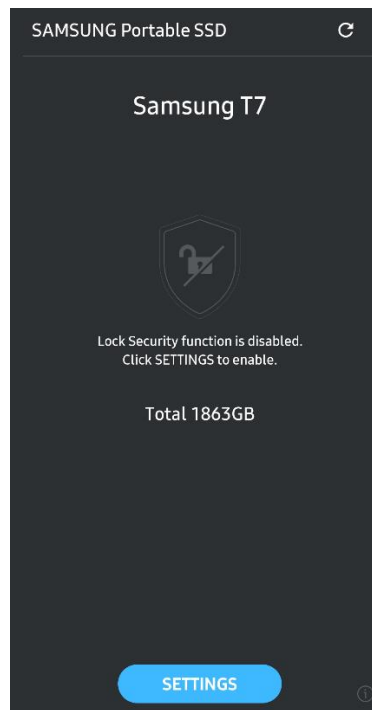 SAMSUNG Portable SSD
Samsung T7
Lock Security function is disabled.
Click SETTINGS to enable.
Total 1863GB
SETTINGS